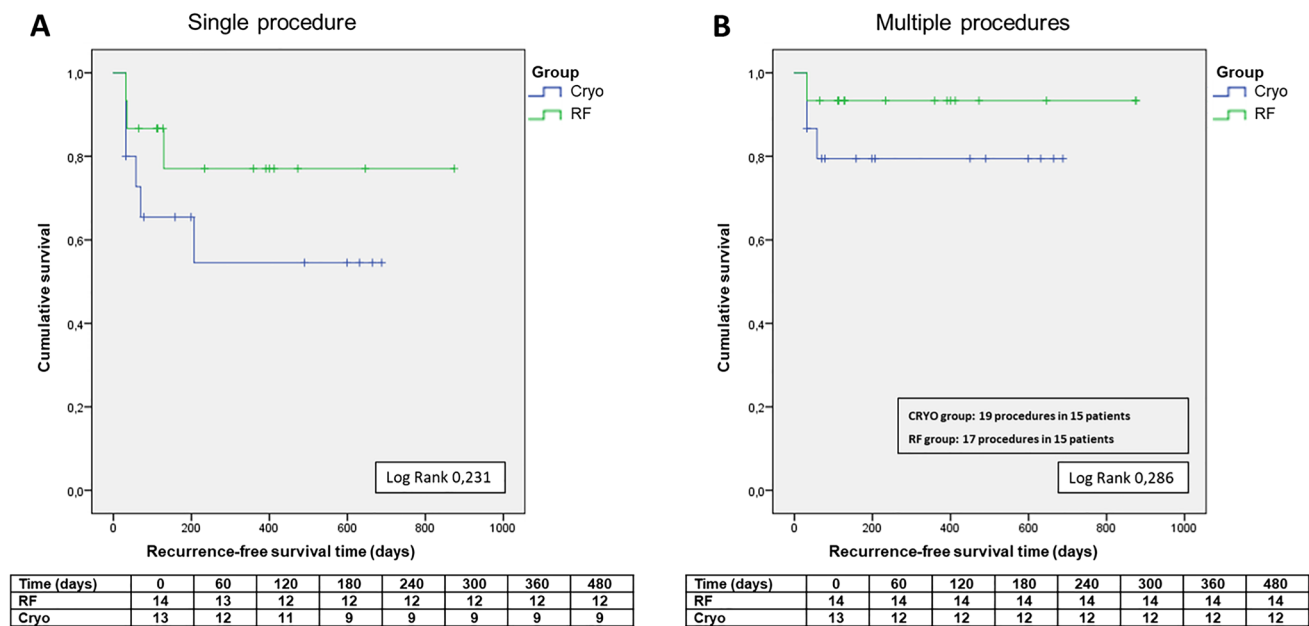 A
Single procedure
Group
Cryo
RF
1,0
0,8
0,6
0,4
0,2
0,0
Cumulative survival
Log Rank 0,231
0 200 400 600 800 1000
Recurrence-free survival time (days)
Time (days) 0 60 120 180 240 300 360 480
RF 14 13 12 12 12 12 12 12
Cryo 13 12 11 9 9 9 9 9
B
Multiple procedures
Group
Cryo
RF
1,0
0,8
0,6
0,4
0,2
0,0
Cumulative survival
CRYO group: 19 procedures in 15 patients
RF group: 17 procedures in 15 patients
Log Rank 0,286
0 200 400 600 800 1000
Recurrence-free survival time (days)
Time (days) 0 60 120 180 240 300 360 480
RF 14 14 14 14 14 14 14 14
Cryo 13 12 12 12 12 12 12 12